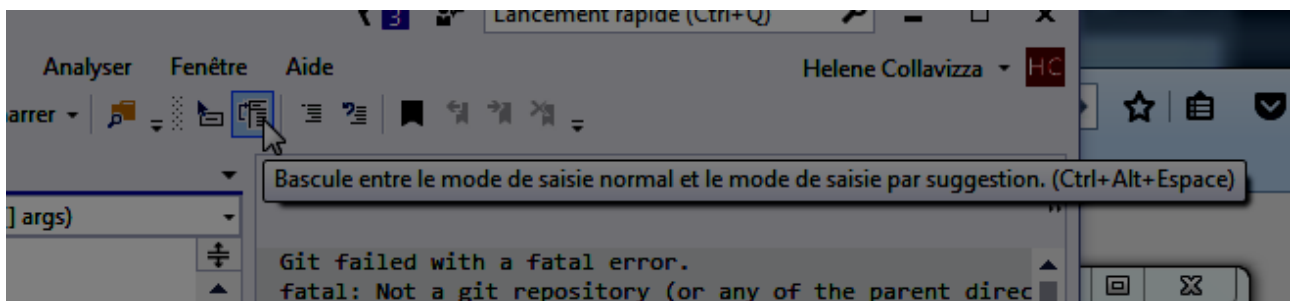 3
Lancement rapide (Ctrl+Q)
Analyser Fenêtre Aide
Helene Collavizza HC
arrer
Bascule entre le mode de saisie normal et le mode de saisie par suggestion. (Ctrl+Alt+Espace)
] args)
Git failed with a fatal error.
fatal: Not a git repository (or any of the parent direc